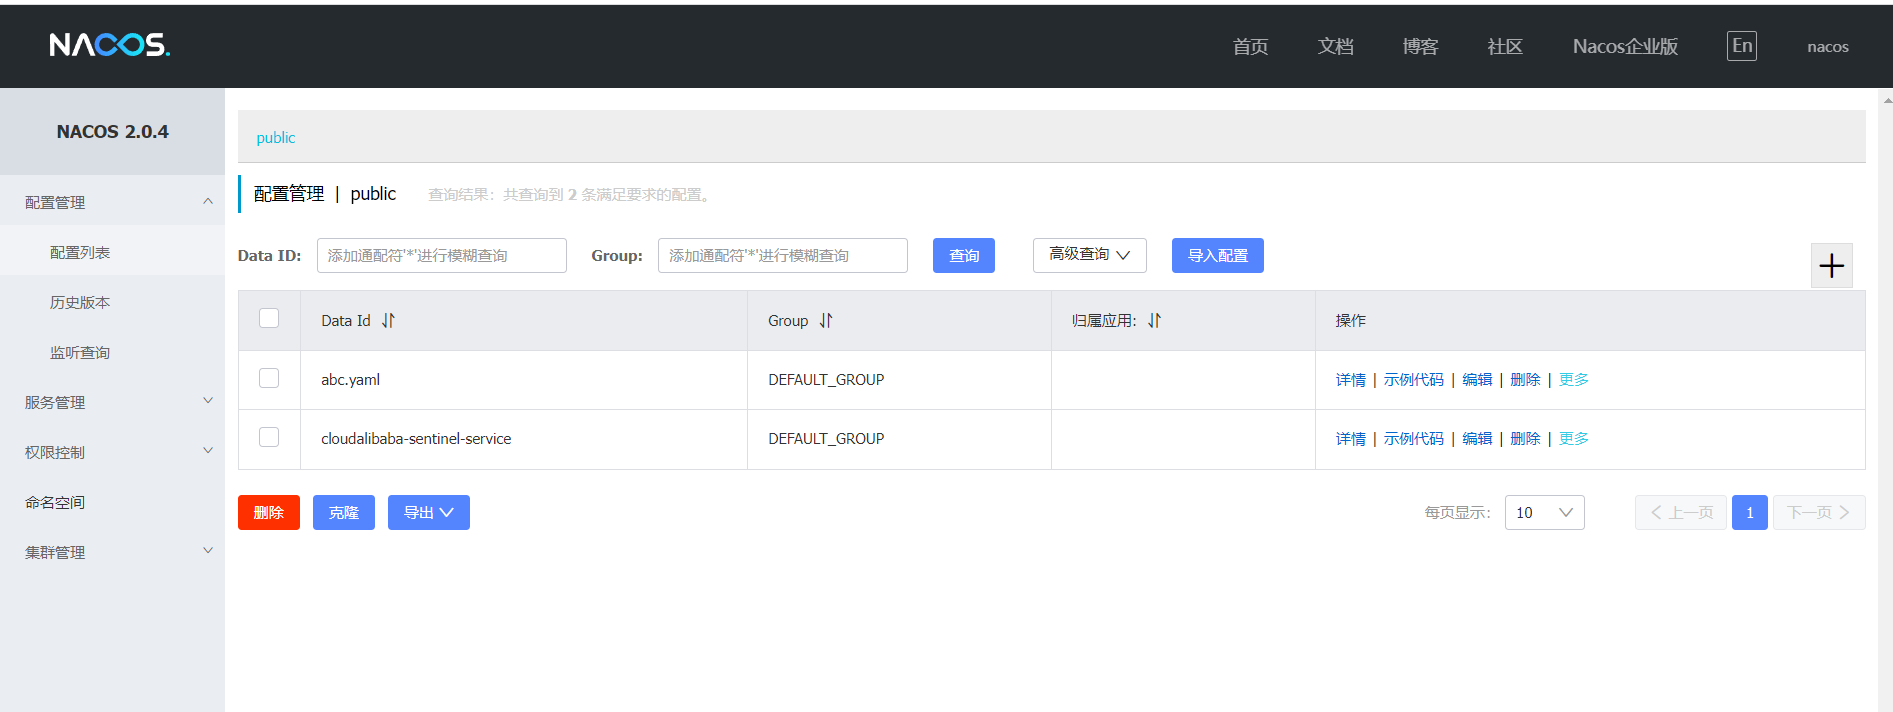 NACOS.
首页 文档 博客 社区 Nacos企业版 En nacos
NACOS 2.0.4
配置管理
配置列表
历史版本
监听查询
服务管理
权限控制
命名空间
集群管理
public
配置管理 | public 查询结果：共查询到 2 条满足要求的配置。
Data ID: 添加通配符'*'进行模糊查询 Group: 添加通配符'*'进行模糊查询 查询 高级查询 导入配置
Data Id Group 归属应用: 操作
abc.yaml DEFAULT_GROUP 详情 | 示例代码 | 编辑 | 删除 | 更多
cloudalibaba-sentinel-service DEFAULT_GROUP 详情 | 示例代码 | 编辑 | 删除 | 更多
删除 克隆 导出 每页显示: 10 上一页 1 下一页